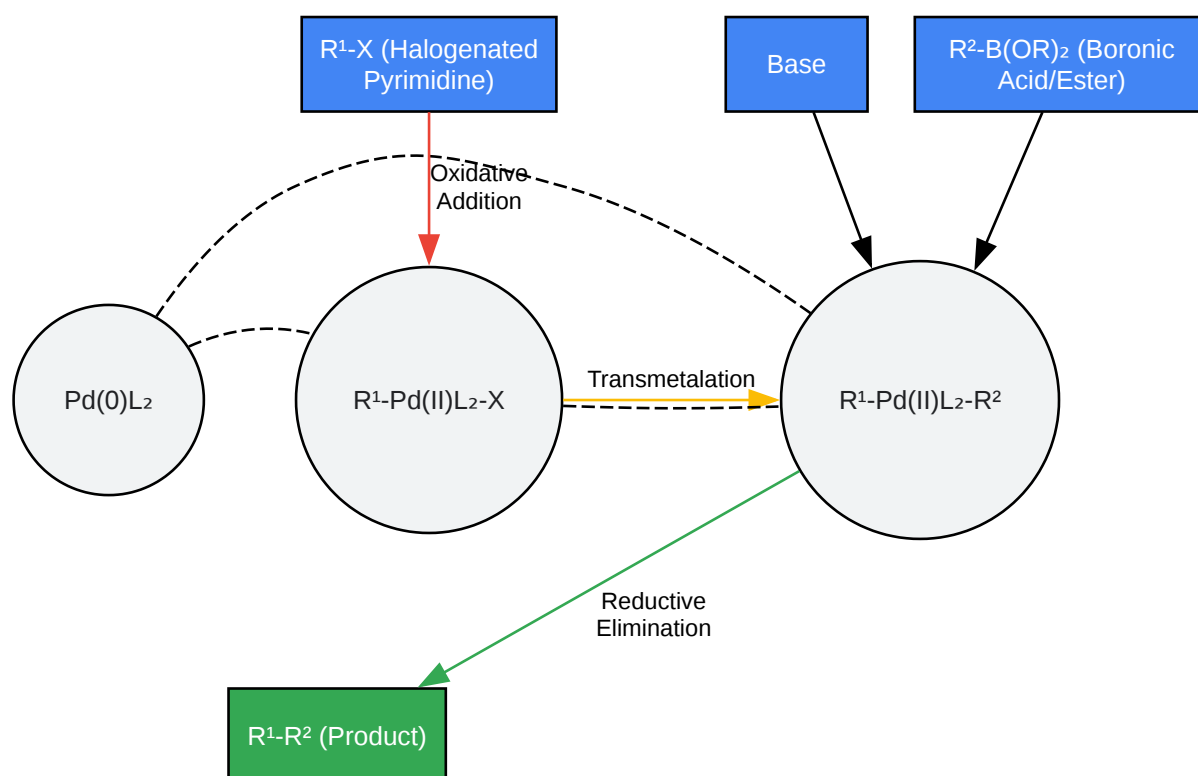 R¹-X (Halogenated
Pyrimidine)
Base
R²-B(OR)₂ (Boronic
Acid/Ester)
Oxidative
Addition
Pd(0)L₂
R¹-Pd(II)L₂-X
Transmetalation
R¹-Pd(II)L₂-R²
Reductive
Elimination
R¹-R² (Product)